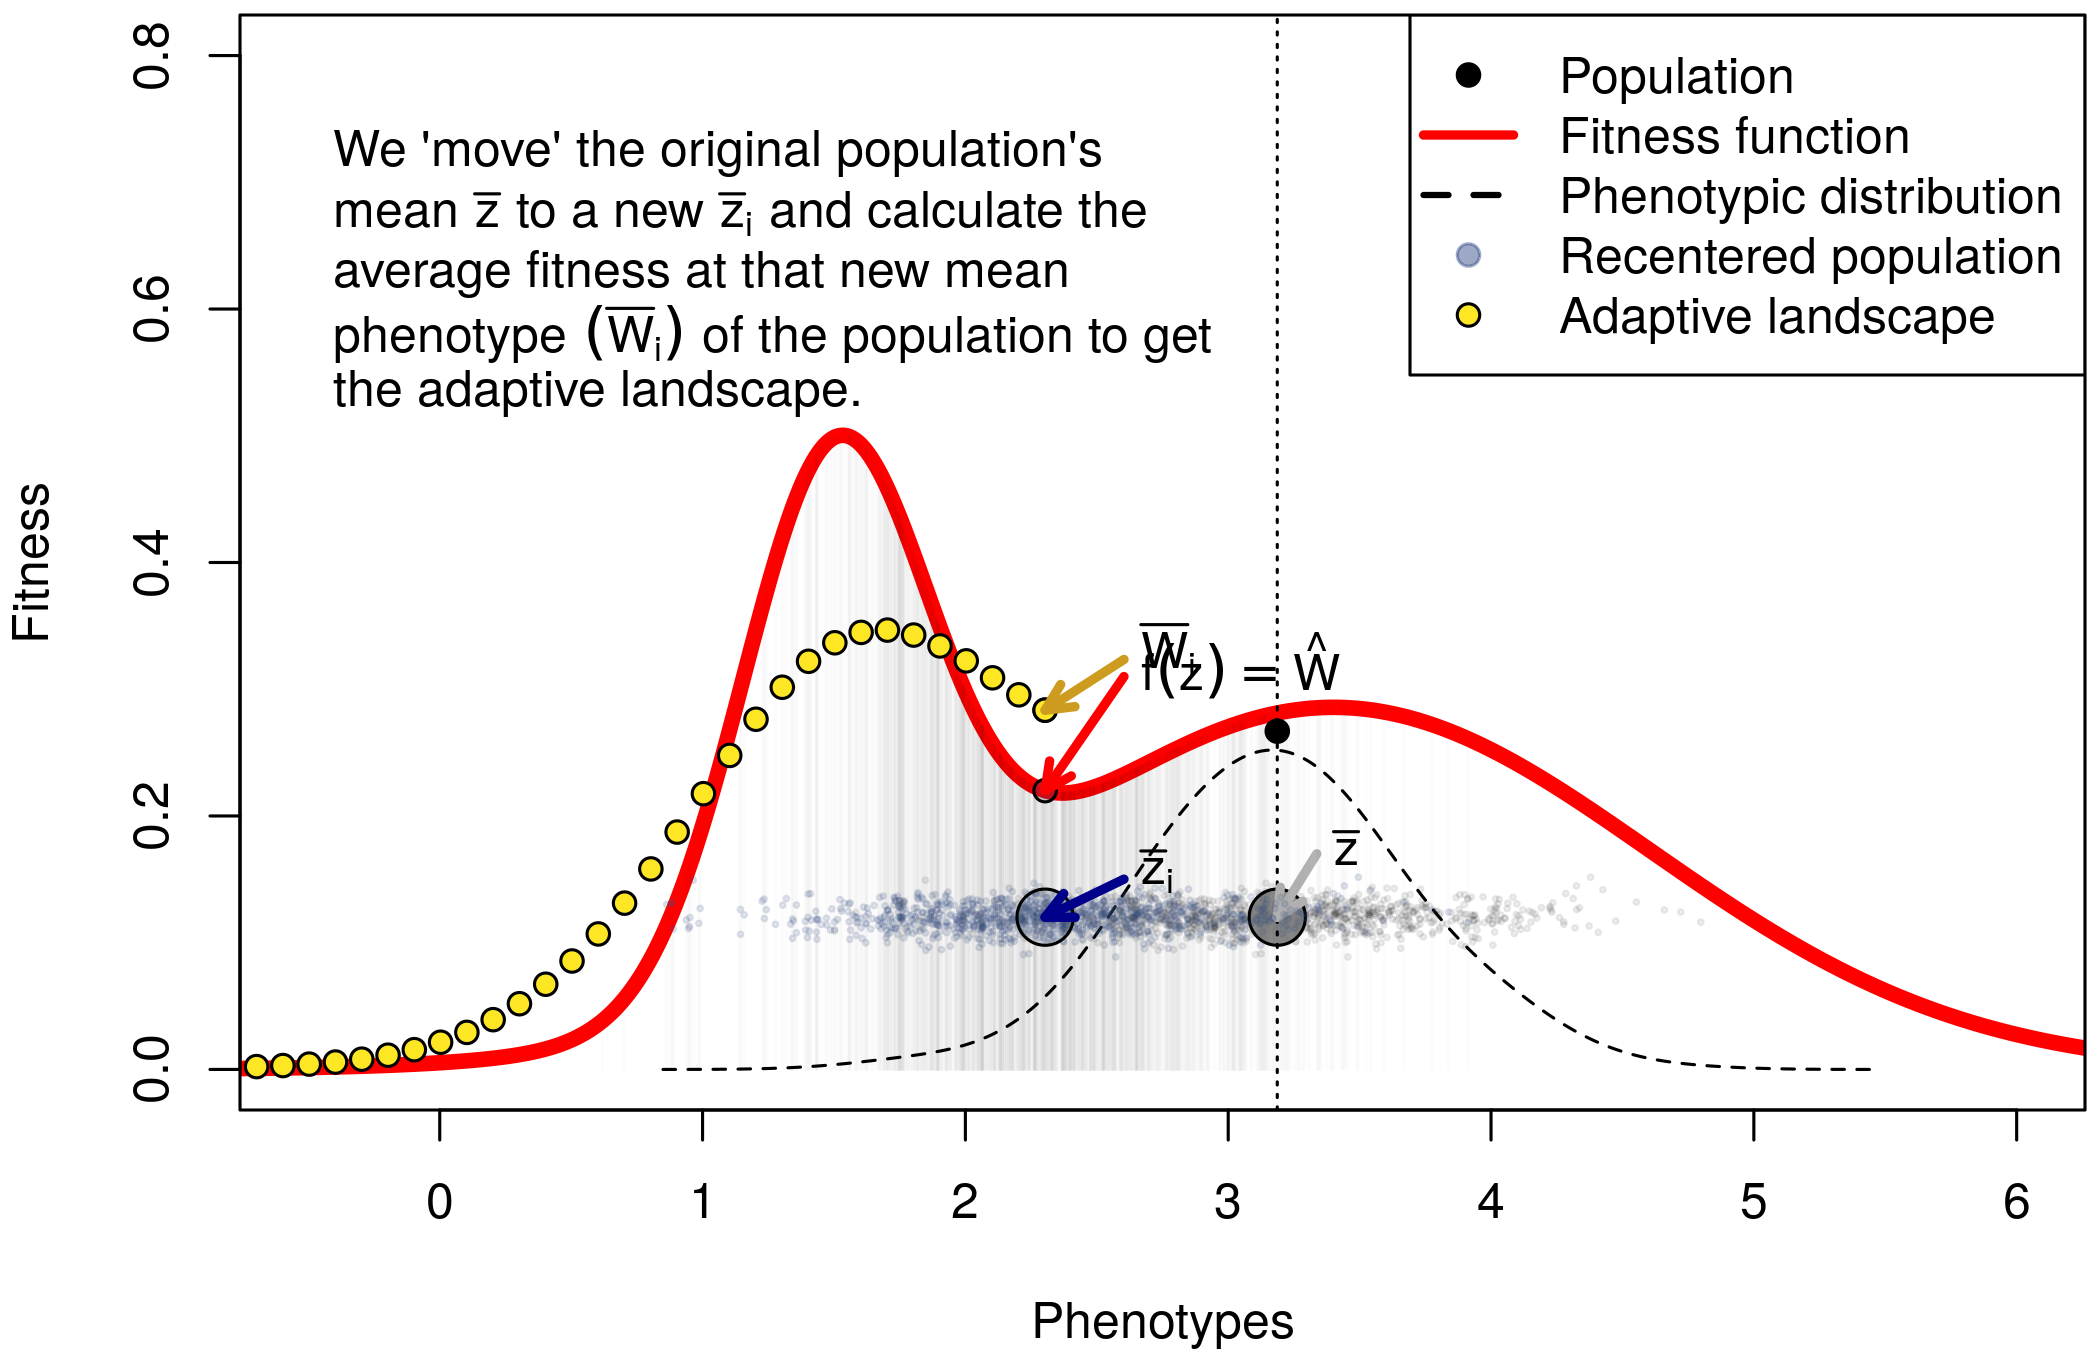 We 'move' the original population's
mean z̅ to a new z̅ᵢ and calculate the
average fitness at that new mean
phenotype (W̅ᵢ) of the population to get
the adaptive landscape.
Population
Fitness function
Phenotypic distribution
Recentered population
Adaptive landscape
W̅ᵢ
f(z) = Ŵ
z̅ᵢ
z̅
Fitness
0.8
0.6
0.4
0.2
0.0
0 1 2 3 4 5 6
Phenotypes